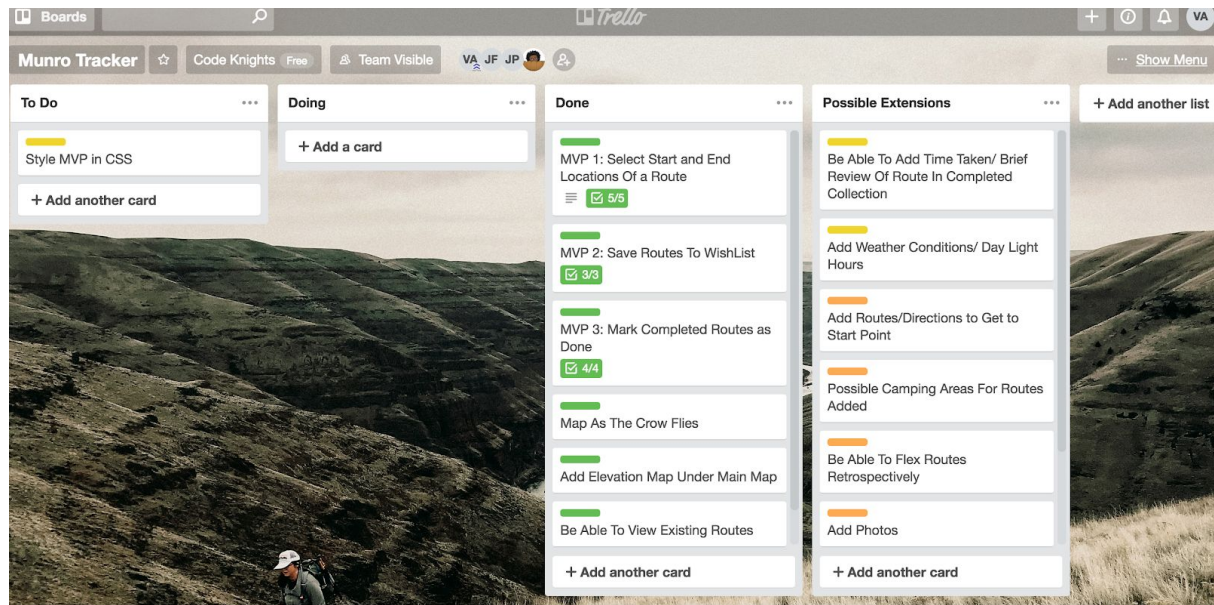 Boards
Trello
VA
Munro Tracker
Code Knights Free
Team Visible
VA JF JP
... Show Menu
To Do
Style MVP in CSS
+ Add another card
Doing
+ Add a card
Done
MVP 1: Select Start and End
Locations Of a Route
5/5
MVP 2: Save Routes To WishList
3/3
MVP 3: Mark Completed Routes as
Done
4/4
Map As The Crow Flies
Add Elevation Map Under Main Map
Be Able To View Existing Routes
+ Add another card
Possible Extensions
Be Able To Add Time Taken/ Brief
Review Of Route In Completed
Collection
Add Weather Conditions/ Day Light
Hours
Add Routes/Directions to Get to
Start Point
Possible Camping Areas For Routes
Added
Be Able To Flex Routes
Retrospectively
Add Photos
+ Add another card
+ Add another list